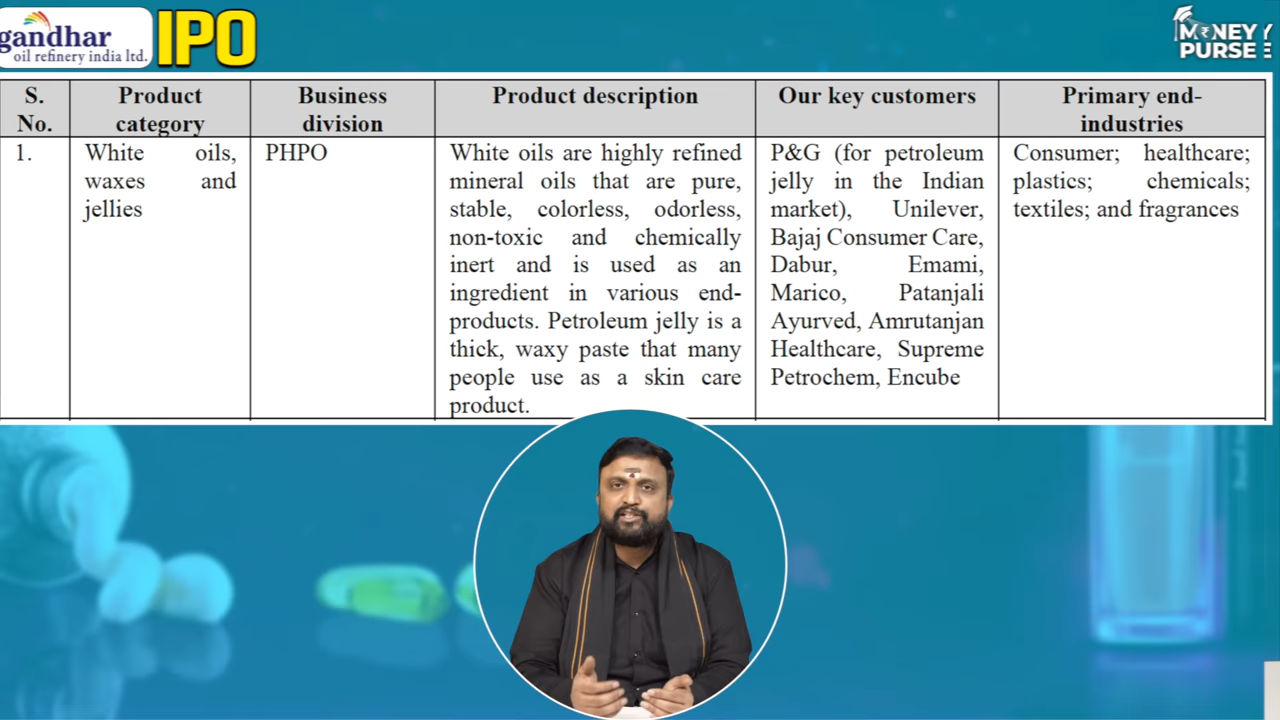 gandhar
oil refinery india ltd.
IPO
MONEY
PURSE
S.
No.
Product
category
Business
division
Product description
Our key customers
Primary end-
industries
1.
White oils,
waxes and
jellies
PHPO
White oils are highly refined
mineral oils that are pure,
stable, colorless, odorless,
non-toxic and chemically
inert and is used as an
ingredient in various end-
products. Petroleum jelly is a
thick, waxy paste that many
people use as a skin care
product.
P&G (for petroleum
jelly in the Indian
market), Unilever,
Bajaj Consumer Care,
Dabur, Emami,
Marico, Patanjali
Ayurved, Amrutanjan
Healthcare, Supreme
Petrochem, Encube
Consumer; healthcare;
plastics; chemicals;
textiles; and fragrances